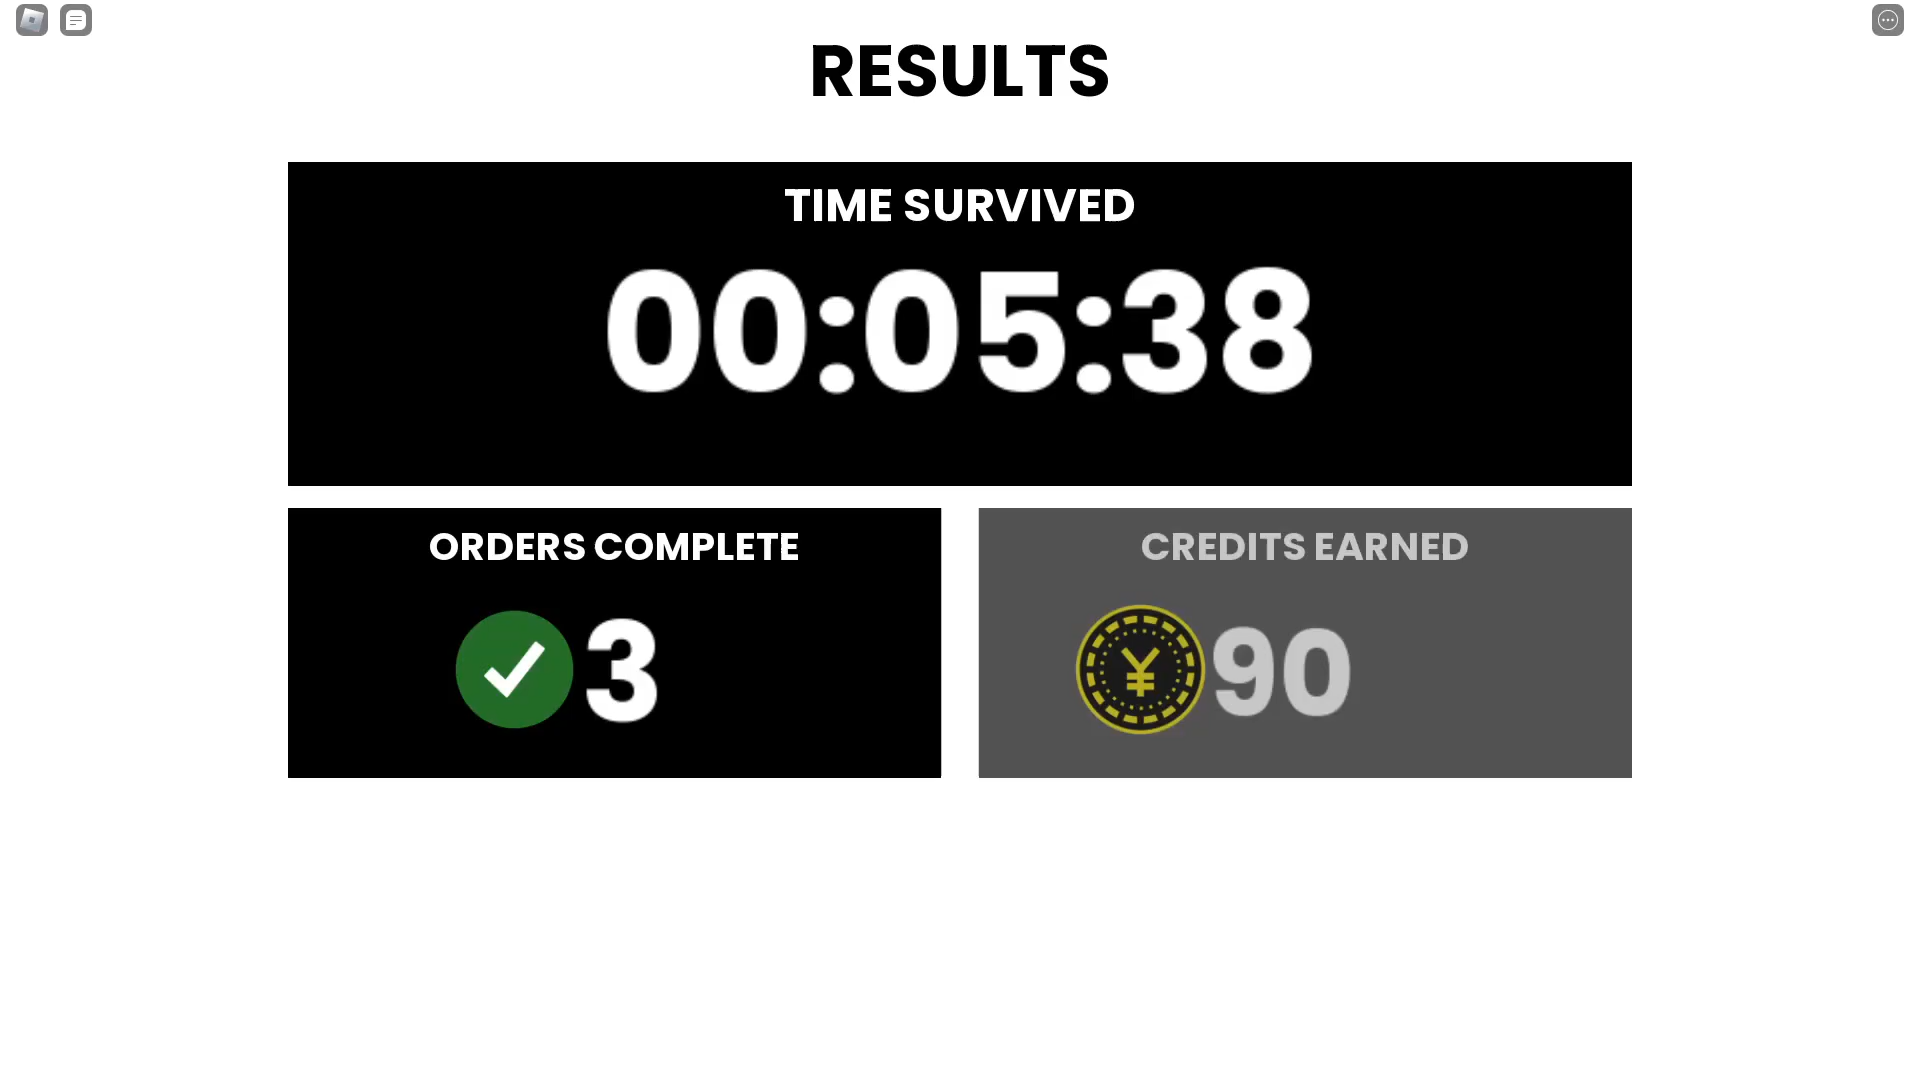 RESULTS
TIME SURVIVED
00:05:38
ORDERS COMPLETE
3
CREDITS EARNED
¥ 90